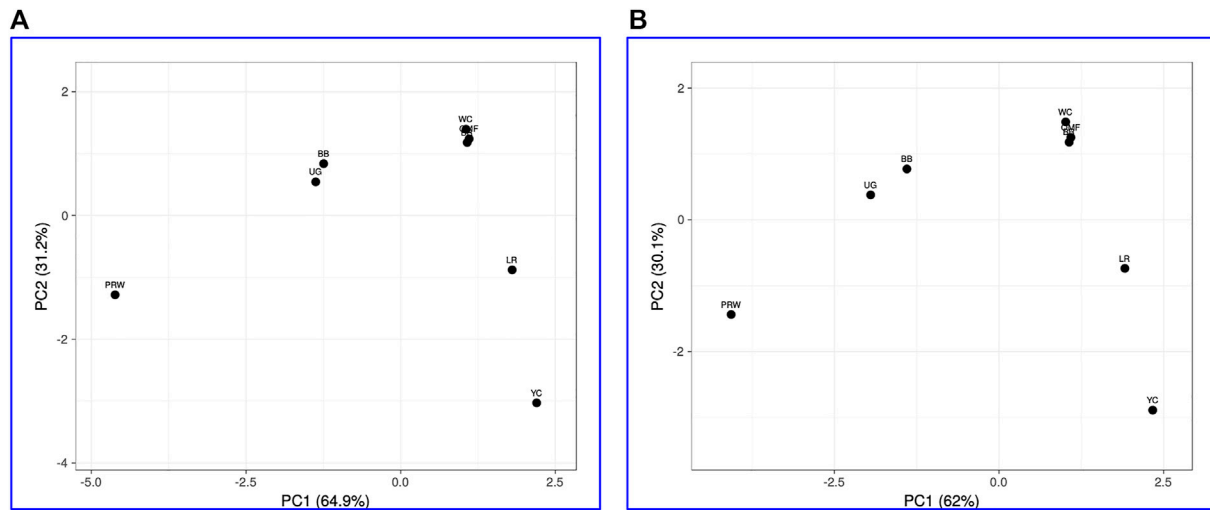 A
B
2
0
-2
-4
PC2 (31.2%)
WC
BB
UG
LR
PRW
YC
-5.0
-2.5
0.0
2.5
PC1 (64.9%)
2
0
-2
PC2 (30.1%)
WC
BB
UG
LR
PRW
YC
-2.5
0.0
2.5
PC1 (62%)